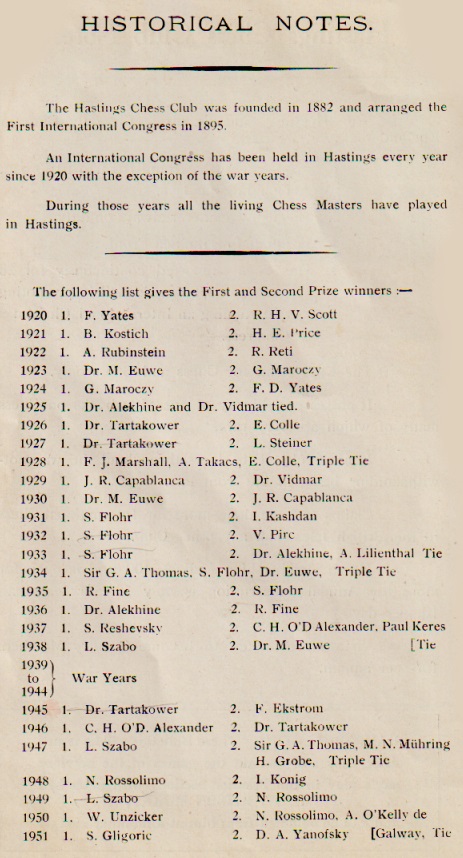 HISTORICAL NOTES.
The Hastings Chess Club was founded in 1882 and arranged the
First International Congress in 1895.
An International Congress has been held in Hastings every year
since 1920 with the exception of the war years.
During those years all the living Chess Masters have played
in Hastings.
The following list gives the First and Second Prize winners :—
1920 1. F. Yates 2. R. H. V. Scott
1921 1. B. Kostich 2. H. E. Price
1922 1. A. Rubinstein 2. R. Reti
1923 1. Dr. M. Euwe 2. G. Maroczy
1924 1. G. Maroczy 2. F. D. Yates
1925 1. Dr. Alekhine and Dr. Vidmar tied.
1926 1. Dr. Tartakower 2. E. Colle
1927 1. Dr. Tartakower 2. L. Steiner
1928 1. F. J. Marshall, A. Takacs, E. Colle, Triple Tie
1929 1. J. R. Capablanca 2. Dr. Vidmar
1930 1. Dr. M. Euwe 2. J. R. Capablanca
1931 1. S. Flohr 2. I. Kashdan
1932 1. S. Flohr 2. V. Pirc
1933 1. S. Flohr 2. Dr. Alekhine, A. Lilienthal Tie
1934 1. Sir G. A. Thomas, S. Flohr, Dr. Euwe, Triple Tie
1935 1. R. Fine 2. S. Flohr
1936 1. Dr. Alekhine 2. R. Fine
1937 1. S. Reshevsky 2. C. H. O'D Alexander, Paul Keres
1938 1. L. Szabo 2. Dr. M. Euwe [Tie
1939
to } War Years
1944
1945 1. Dr. Tartakower 2. F. Ekstrom
1946 1. C. H. O'D. Alexander 2. Dr. Tartakower
1947 1. L. Szabo 2. Sir G. A. Thomas, M. N. Mühring
H. Grobe, Triple Tie
1948 1. N. Rossolimo 2. I. Konig
1949 1. L. Szabo 2. N. Rossolimo
1950 1. W. Unzicker 2. N. Rossolimo, A. O'Kelly de
1951 1. S. Gligoric 2. D. A. Yanofsky [Galway, Tie